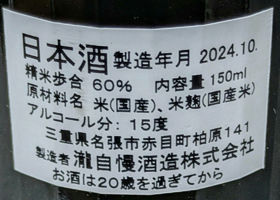 日本酒 製造年月 2024.10.
精米歩合 60% 内容量 150ml
原材料名 米(国産)、米麹(国産米)
アルコール分: 15度
三重県名張市赤目町柏原141
製造者 瀧自慢酒造株式会社
お酒は20歳を過ぎてから